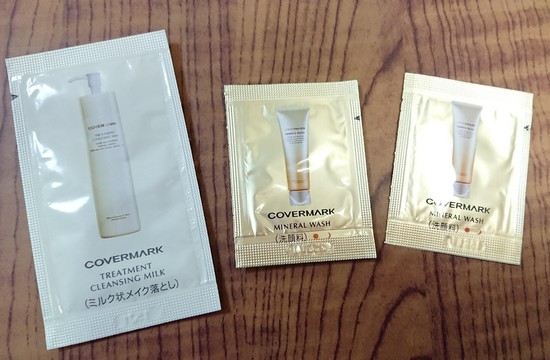 COVERMARK
TREATMENT
CLEANSING MILK
(ミルク状メイク落とし)
COVERMARK
MINERAL WASH
(洗顔料)
COVERMARK
MINERAL WASH
(洗顔料)